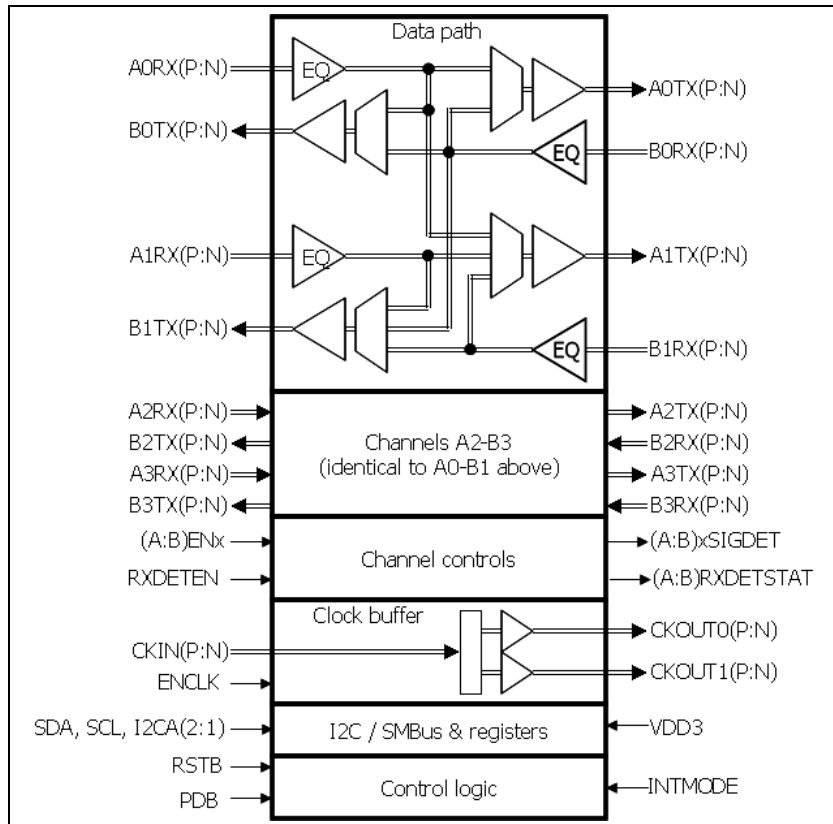 Data path
A0RX(P:N)
EQ
A0TX(P:N)
B0TX(P:N)
EQ
B0RX(P:N)
A1RX(P:N)
EQ
A1TX(P:N)
B1TX(P:N)
EQ
B1RX(P:N)
A2RX(P:N)
A2TX(P:N)
B2TX(P:N)
Channels A2-B3
B2RX(P:N)
A3RX(P:N)
(identical to A0-B1 above)
A3TX(P:N)
B3TX(P:N)
B3RX(P:N)
(A:B)ENx
(A:B)xSIGDET
Channel controls
RXDETEN
(A:B)RXDETSTAT
Clock buffer
CKOUT0(P:N)
CKIN(P:N)
CKOUT1(P:N)
ENCLK
SDA, SCL, I2CA(2:1)
I2C / SMBus & registers
VDD3
RSTB
Control logic
INTMODE
PDB